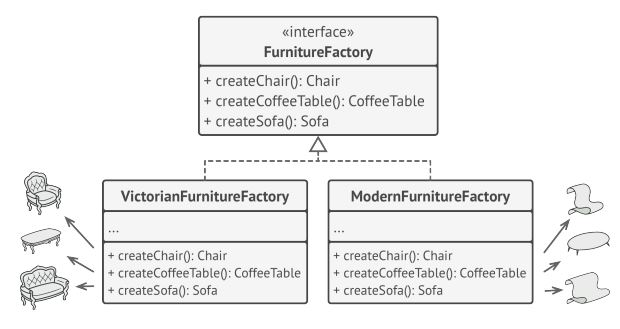 «interface»
FurnitureFactory
+ createChair(): Chair
+ createCoffeeTable(): CoffeeTable
+ createSofa(): Sofa
VictorianFurnitureFactory
...
+ createChair(): Chair
+ createCoffeeTable(): CoffeeTable
+ createSofa(): Sofa
ModernFurnitureFactory
...
+ createChair(): Chair
+ createCoffeeTable(): CoffeeTable
+ createSofa(): Sofa